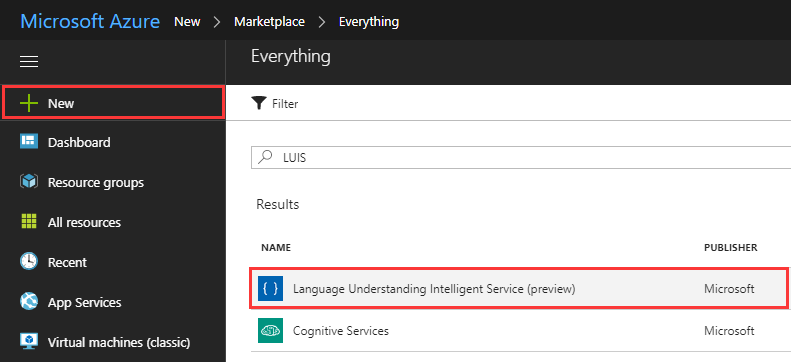 Microsoft Azure New > Marketplace > Everything
Everything
New
Filter
Dashboard
LUIS
Resource groups
Results
All resources
NAME PUBLISHER
Recent
{ } Language Understanding Intelligent Service (preview) Microsoft
App Services
Cognitive Services Microsoft
Virtual machines (classic)